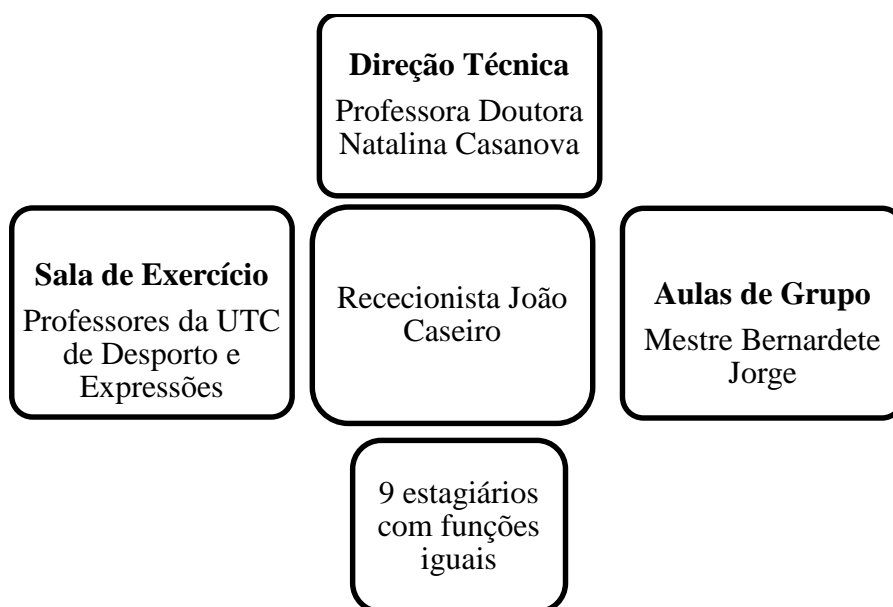 Direção Técnica
Professora Doutora
Natalina Casanova
Sala de Exercício
Professores da UTC
de Desporto e
Expressões
Rececionista João
Caseiro
Aulas de Grupo
Mestre Bernardete
Jorge
9 estagiários
com funções
iguais